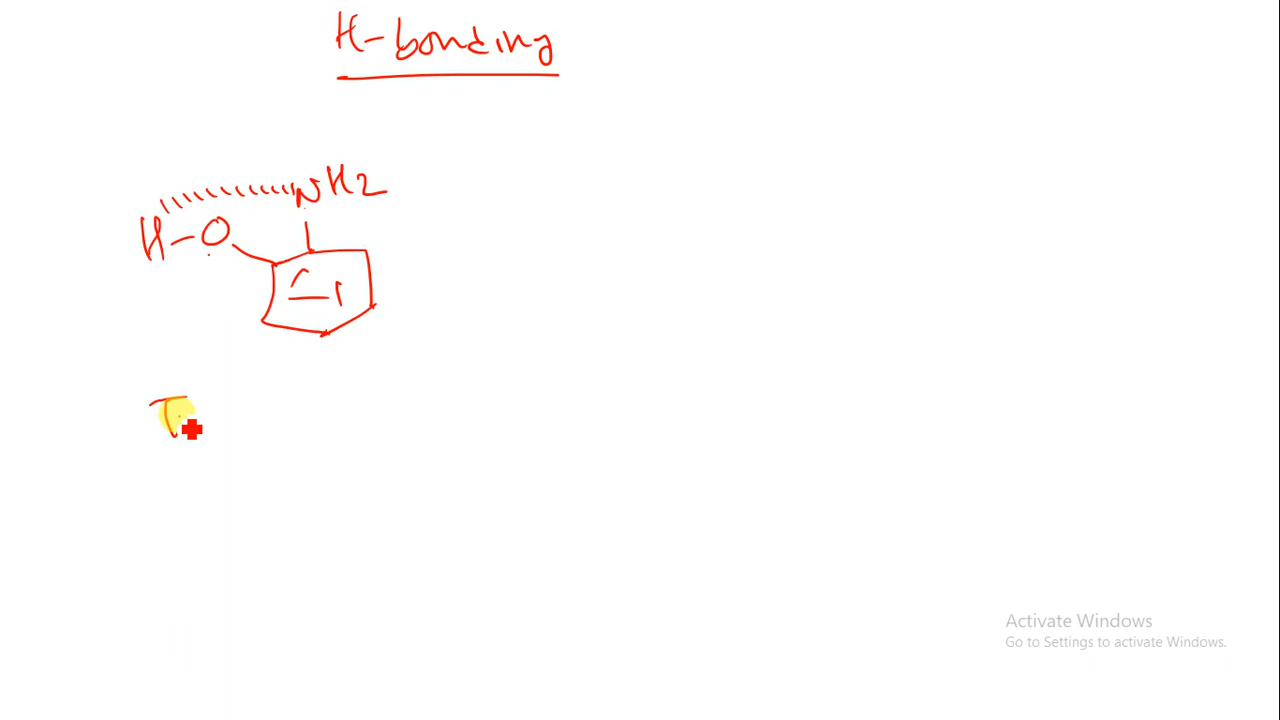 H-bonding
NH2
H-O
T
Activate Windows
Go to Settings to activate Windows.